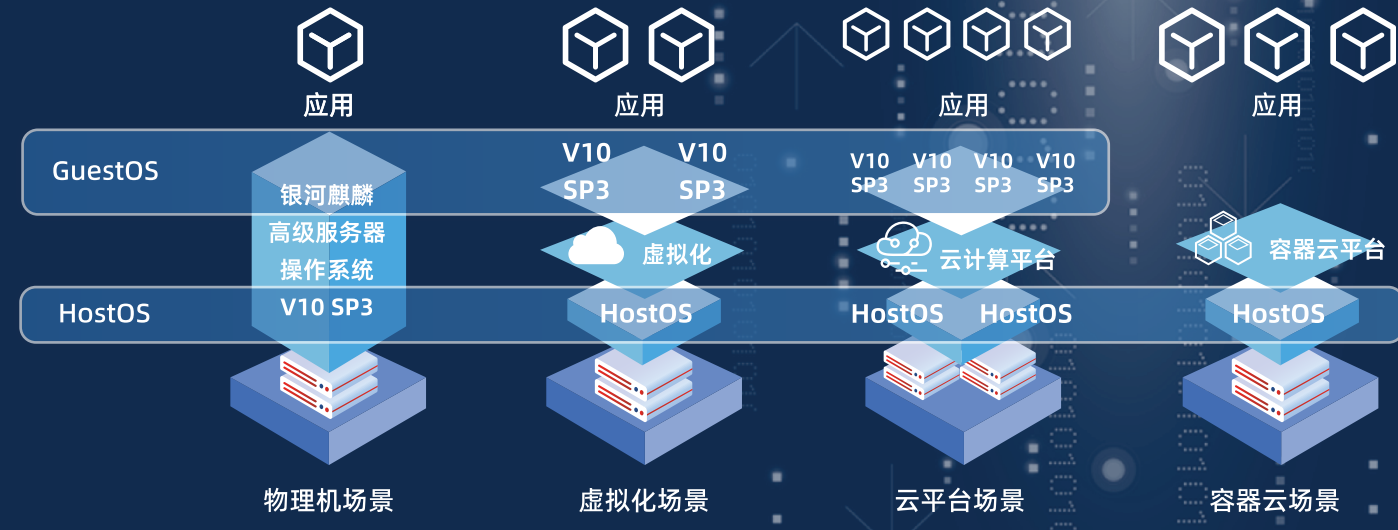 应用
应用
应用
应用
GuestOS
银河麒麟
高级服务器
操作系统
V10 SP3
V10
SP3
V10
SP3
V10
SP3
V10
SP3
V10
SP3
V10
SP3
虚拟化
云计算平台
容器云平台
HostOS
HostOS
HostOS
HostOS
HostOS
物理机场景
虚拟化场景
云平台场景
容器云场景